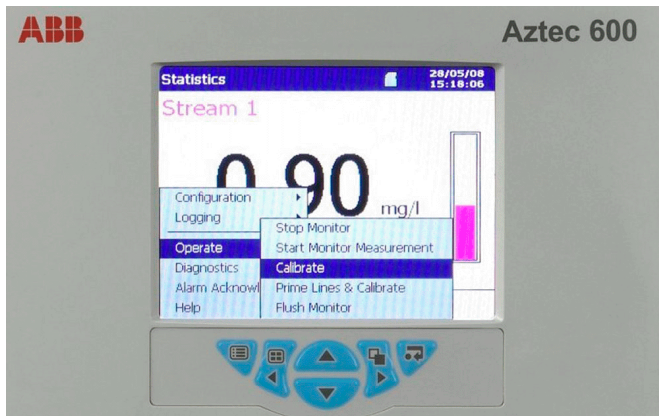 ABB
Aztec 600
Statistics
28/05/08
15:18:06
Stream 1
0.90
mg/l
Configuration
Logging
Operate
Diagnostics
Alarm Acknowl
Help
Stop Monitor
Start Monitor Measurement
Calibrate
Prime Lines & Calibrate
Flush Monitor